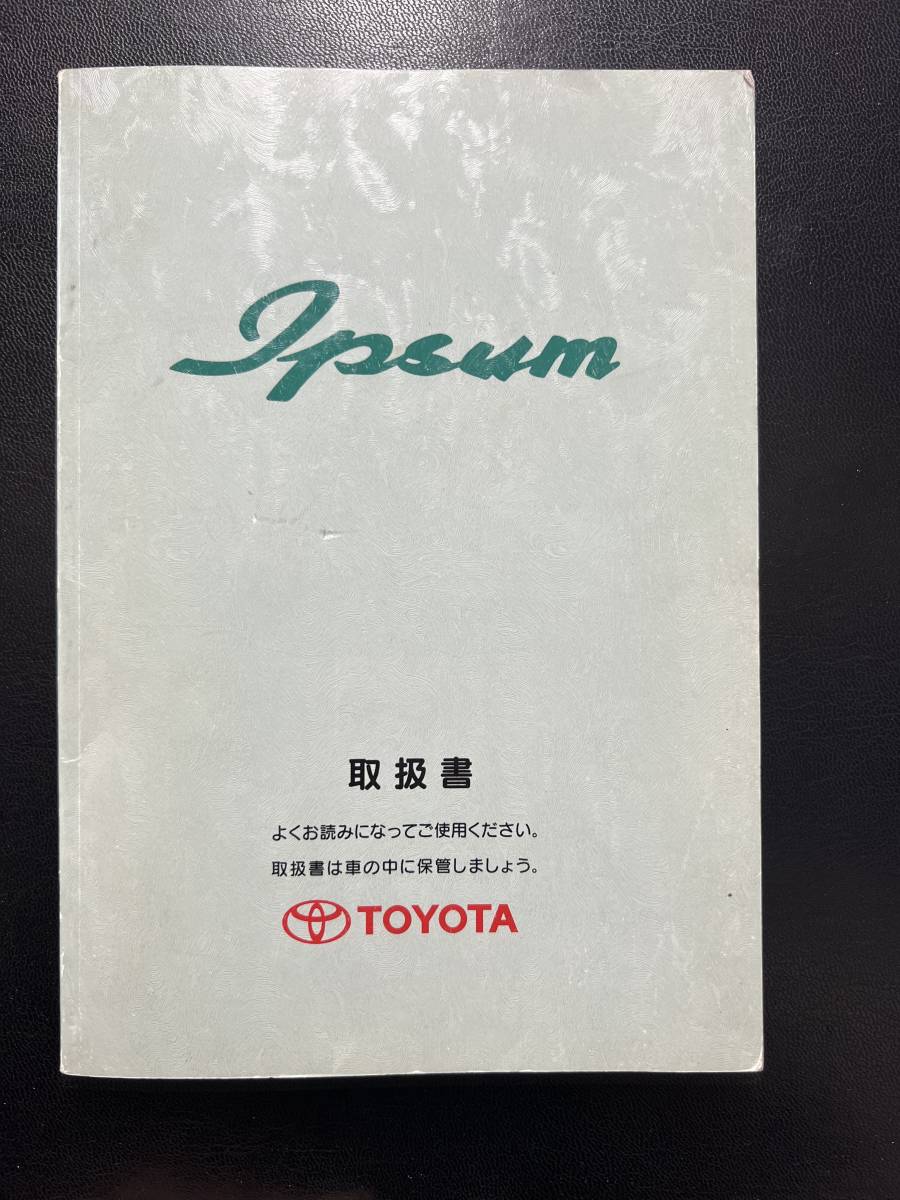 Ipsum
取扱書
よくお読みになってご使用ください。
取扱書は車の中に保管しましょう。
TOYOTA